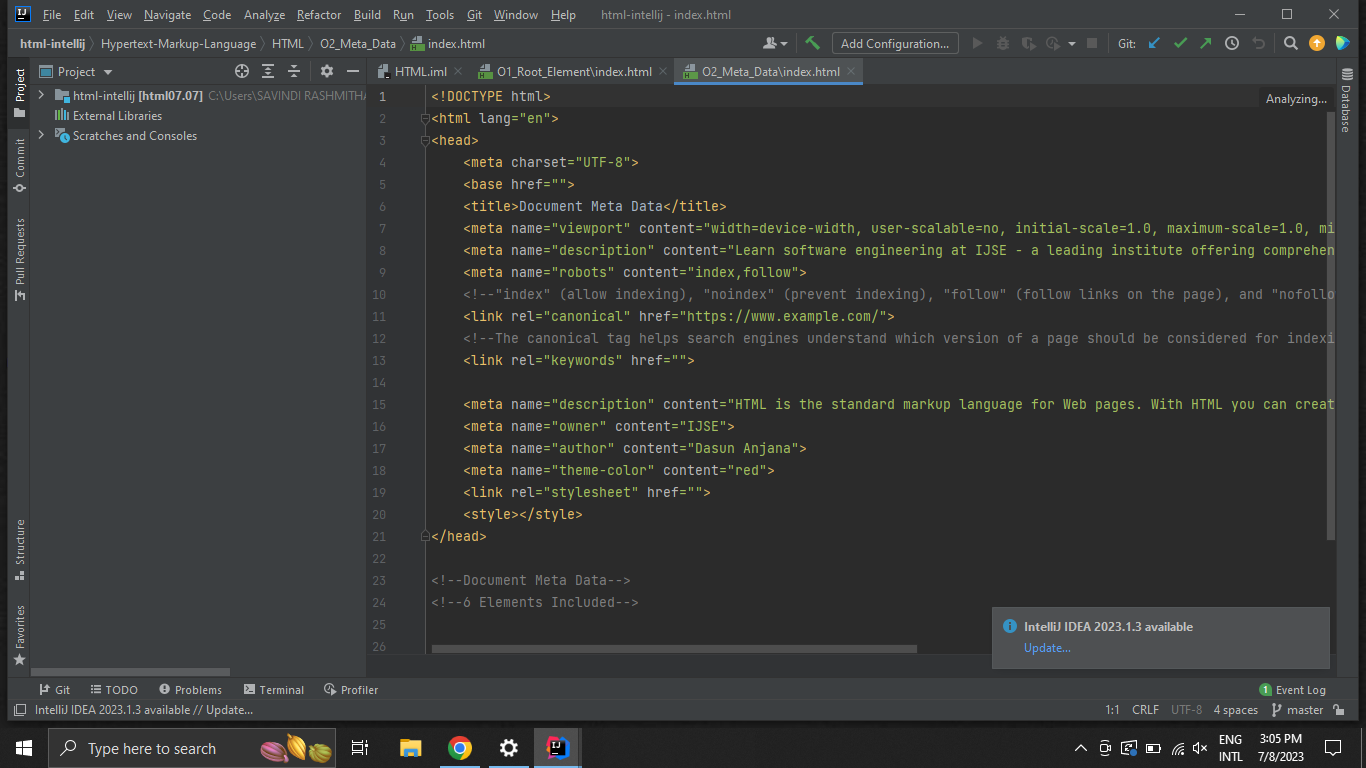 File Edit View Navigate Code Analyze Refactor Build Run Tools Git Window Help html-intellij - index.html
html-intellij Hypertext-Markup-Language HTML O2_Meta_Data index.html
Add Configuration... Git:
Project
HTML.iml O1_Root_Element\index.html O2_Meta_Data\index.html
html-intellij [html07.07] C:\Users\SAVINDI RASHMITHA
External Libraries
Scratches and Consoles
Project
Commit
Pull Requests
Structure
Favorites
Analyzing...
Database
1 <!DOCTYPE html>
2 <html lang="en">
3 <head>
4 <meta charset="UTF-8">
5 <base href="">
6 <title>Document Meta Data</title>
7 <meta name="viewport" content="width=device-width, user-scalable=no, initial-scale=1.0, maximum-scale=1.0, mi
8 <meta name="description" content="Learn software engineering at IJSE - a leading institute offering comprehen
9 <meta name="robots" content="index,follow">
10 <!--"index" (allow indexing), "noindex" (prevent indexing), "follow" (follow links on the page), and "nofollo
11 <link rel="canonical" href="https://www.example.com/">
12 <!--The canonical tag helps search engines understand which version of a page should be considered for indexi
13 <link rel="keywords" href="">
14
15 <meta name="description" content="HTML is the standard markup language for Web pages. With HTML you can creat
16 <meta name="owner" content="IJSE">
17 <meta name="author" content="Dasun Anjana">
18 <meta name="theme-color" content="red">
19 <link rel="stylesheet" href="">
20 <style></style>
21 </head>
22
23 <!--Document Meta Data-->
24 <!--6 Elements Included-->
25
26
IntelliJ IDEA 2023.1.3 available
Update...
Git TODO Problems Terminal Profiler 1 Event Log
IntelliJ IDEA 2023.1.3 available // Update... 1:1 CRLF UTF-8 4 spaces master
Type here to search
ENG
INTL
3:05 PM
7/8/2023